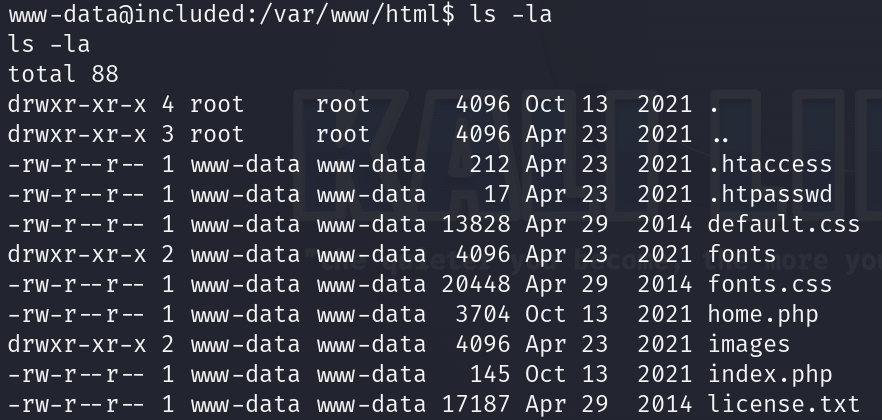 www-data@included:/var/www/html$ ls -la
ls -la
total 88
drwxr-xr-x 4 root     root      4096 Oct 13  2021 .
drwxr-xr-x 3 root     root      4096 Apr 23  2021 ..
-rw-r--r-- 1 www-data www-data   212 Apr 23  2021 .htaccess
-rw-r--r-- 1 www-data www-data    17 Apr 23  2021 .htpasswd
-rw-r--r-- 1 www-data www-data 13828 Apr 29  2014 default.css
drwxr-xr-x 2 www-data www-data  4096 Apr 23  2021 fonts
-rw-r--r-- 1 www-data www-data 20448 Apr 29  2014 fonts.css
-rw-r--r-- 1 www-data www-data  3704 Oct 13  2021 home.php
drwxr-xr-x 2 www-data www-data  4096 Apr 23  2021 images
-rw-r--r-- 1 www-data www-data   145 Oct 13  2021 index.php
-rw-r--r-- 1 www-data www-data 17187 Apr 29  2014 license.txt